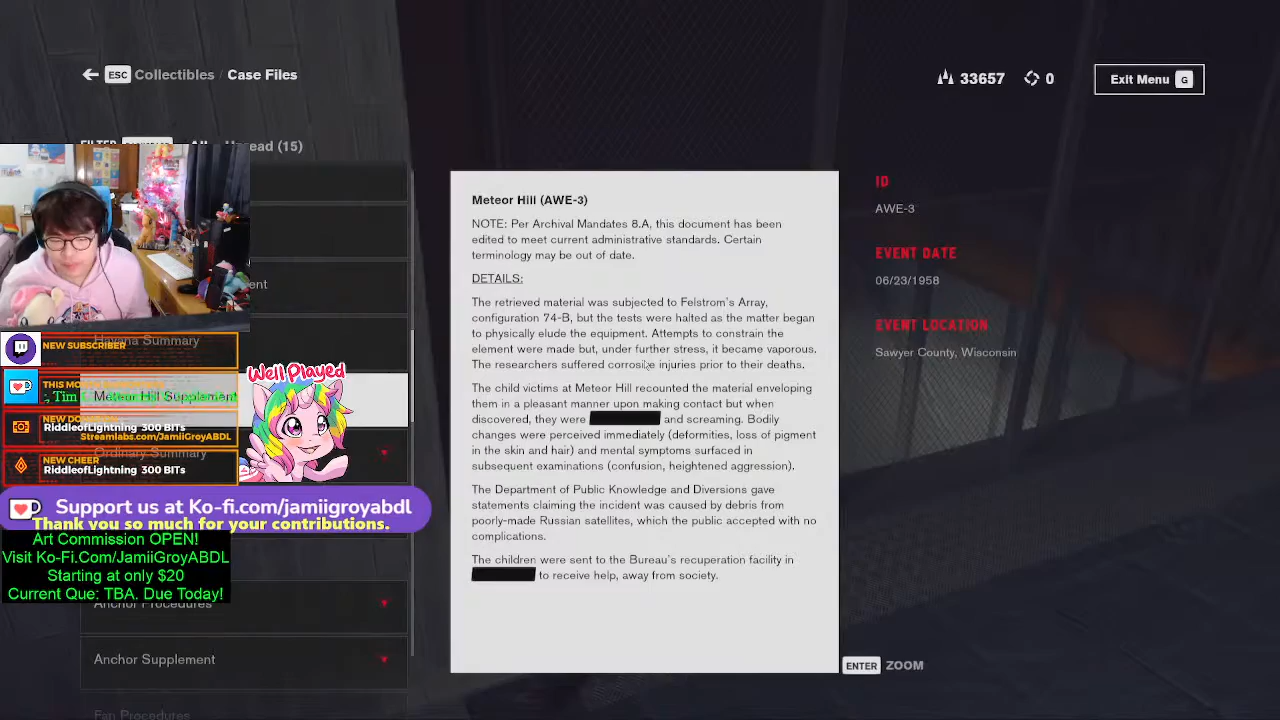 ESC Collectibles / Case Files
33657 0
Exit Menu G
Unread (15)
Meteor Hill (AWE-3)
NOTE: Per Archival Mandates 8.A, this document has been
edited to meet current administrative standards. Certain
terminology may be out of date.
DETAILS:
The retrieved material was subjected to Felstrom's Array,
configuration 74-B, but the tests were halted as the matter began
to physically elude the equipment. Attempts to constrain the
element were made but, under further stress, it became vaporous.
The researchers suffered corrosive injuries prior to their deaths.
The child victims at Meteor Hill recounted the material enveloping
them in a pleasant manner upon making contact but when
discovered, they were and screaming. Bodily
changes were perceived immediately (deformities, loss of pigment
in the skin and hair) and mental symptoms surfaced in
subsequent examinations (confusion, heightened aggression).
The Department of Public Knowledge and Diversions gave
statements claiming the incident was caused by debris from
poorly-made Russian satellites, which the public accepted with no
complications.
The children were sent to the Bureau's recuperation facility in
to receive help, away from society.
ID
AWE-3
EVENT DATE
06/23/1958
EVENT LOCATION
Sawyer County, Wisconsin
ENTER ZOOM
Havana Summary
Meteor Hill Supplement
Ordinary Summary
Anchor Procedures
Anchor Supplement
Fan Procedures
NEW SUBSCRIBER
, Tim
RiddleofLightning 300 BITs
Streamlabs.com/JamiiGroyABDL
NEW CHEER
RiddleofLightning 300 BITs
Well Played
Support us at Ko-fi.com/jamiigroyabdl
Thank you so much for your contributions.
Art Commission OPEN!
Visit Ko-Fi.Com/JamiiGroyABDL
Starting at only $20
Current Que: TBA. Due Today!